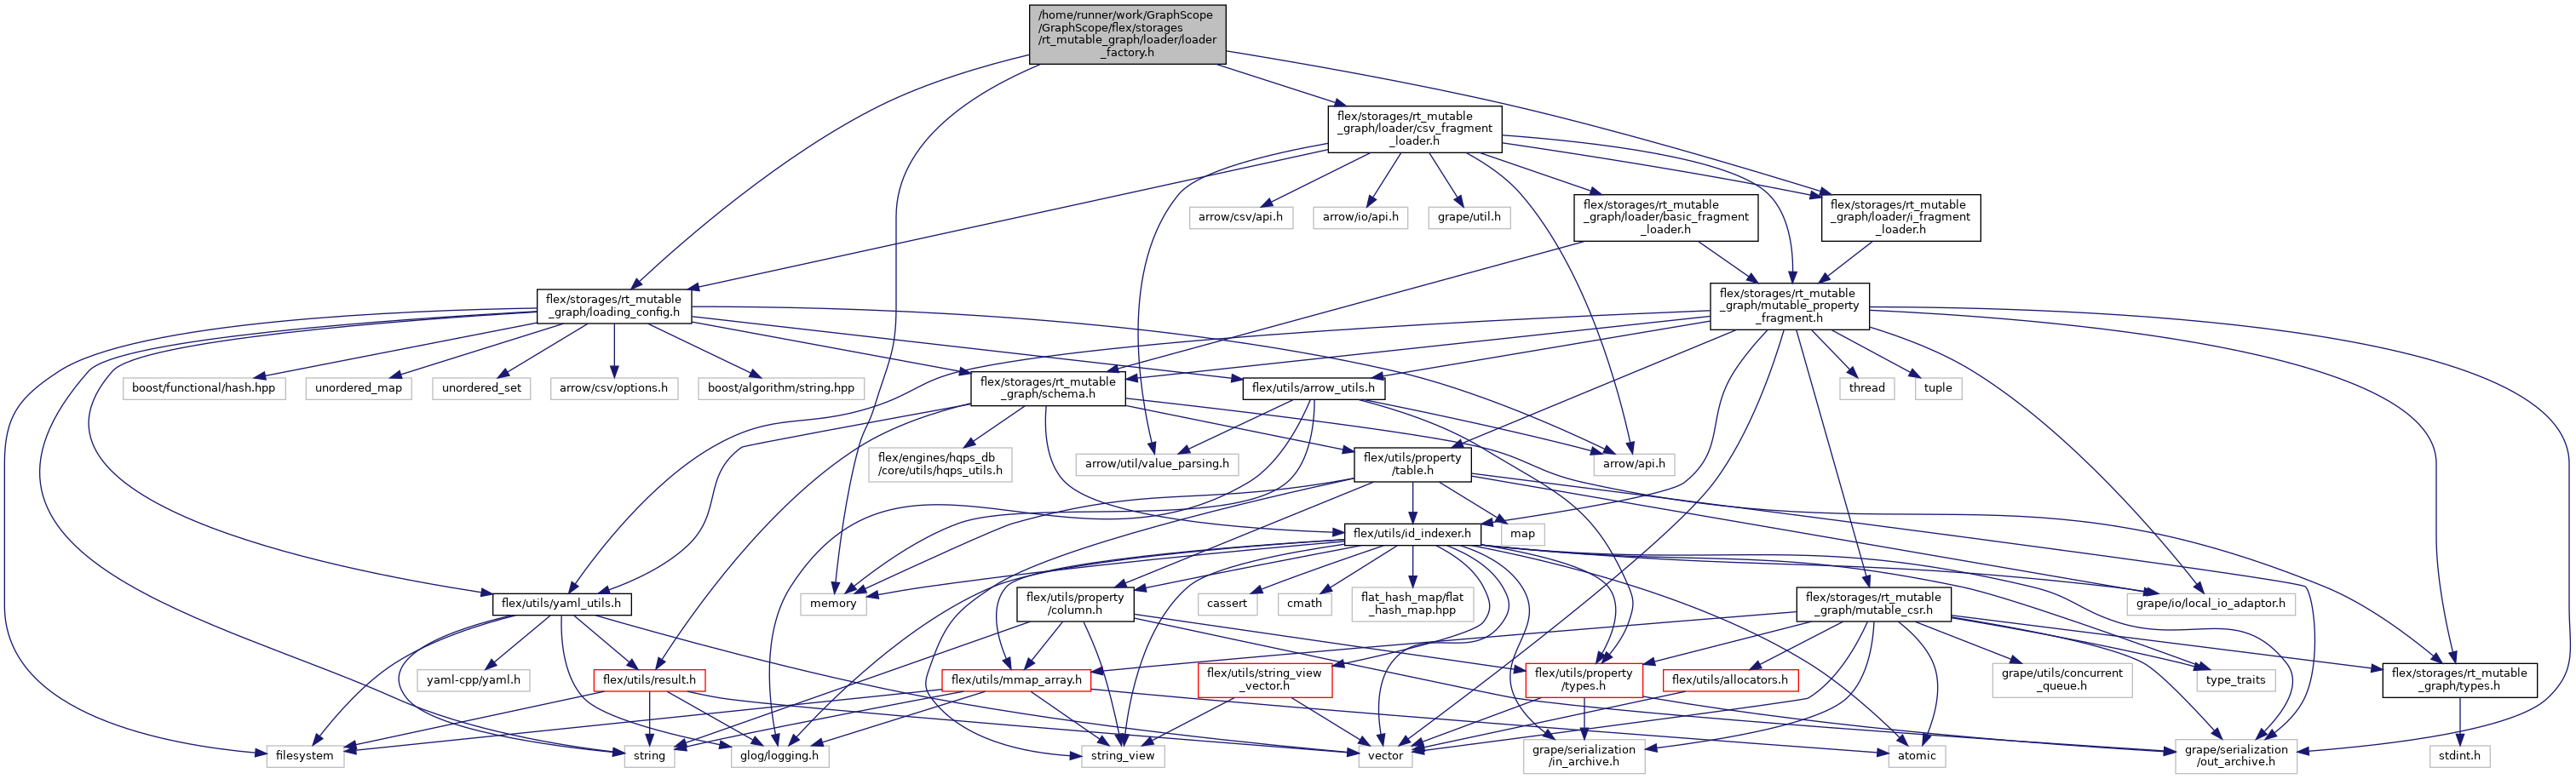 /home/runner/work/GraphScope
/GraphScope/flex/storages
/rt_mutable_graph/loader/loader
_factory.h
flex/storages/rt_mutable
_graph/loader/csv_fragment
_loader.h
arrow/csv/api.h
arrow/io/api.h
grape/util.h
flex/storages/rt_mutable
_graph/loader/basic_fragment
_loader.h
flex/storages/rt_mutable
_graph/loader/i_fragment
_loader.h
flex/storages/rt_mutable
_graph/loading_config.h
flex/storages/rt_mutable
_graph/mutable_property
_fragment.h
boost/functional/hash.hpp
unordered_map
unordered_set
arrow/csv/options.h
boost/algorithm/string.hpp
flex/storages/rt_mutable
_graph/schema.h
flex/utils/arrow_utils.h
thread
tuple
flex/engines/hqps_db
/core/utils/hqps_utils.h
arrow/util/value_parsing.h
flex/utils/property
/table.h
arrow/api.h
flex/utils/id_indexer.h
map
flex/utils/yaml_utils.h
memory
flex/utils/property
/column.h
cassert
cmath
flat_hash_map/flat
_hash_map.hpp
flex/storages/rt_mutable
_graph/mutable_csr.h
grape/io/local_io_adaptor.h
yaml-cpp/yaml.h
flex/utils/result.h
flex/utils/mmap_array.h
flex/utils/string_view
_vector.h
flex/utils/property
/types.h
flex/utils/allocators.h
grape/utils/concurrent
_queue.h
type_traits
flex/storages/rt_mutable
_graph/types.h
filesystem
string
glog/logging.h
string_view
vector
grape/serialization
/in_archive.h
atomic
grape/serialization
/out_archive.h
stdint.h